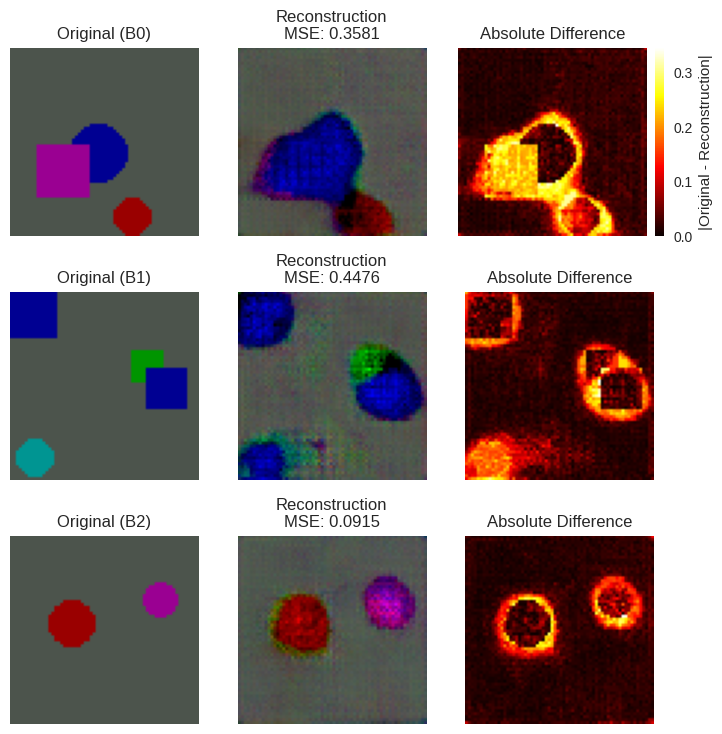 Original (B0)
Reconstruction
MSE: 0.3581
Absolute Difference
0.3
0.2
0.1
0.0
|Original - Reconstruction|
Original (B1)
Reconstruction
MSE: 0.4476
Absolute Difference
Original (B2)
Reconstruction
MSE: 0.0915
Absolute Difference